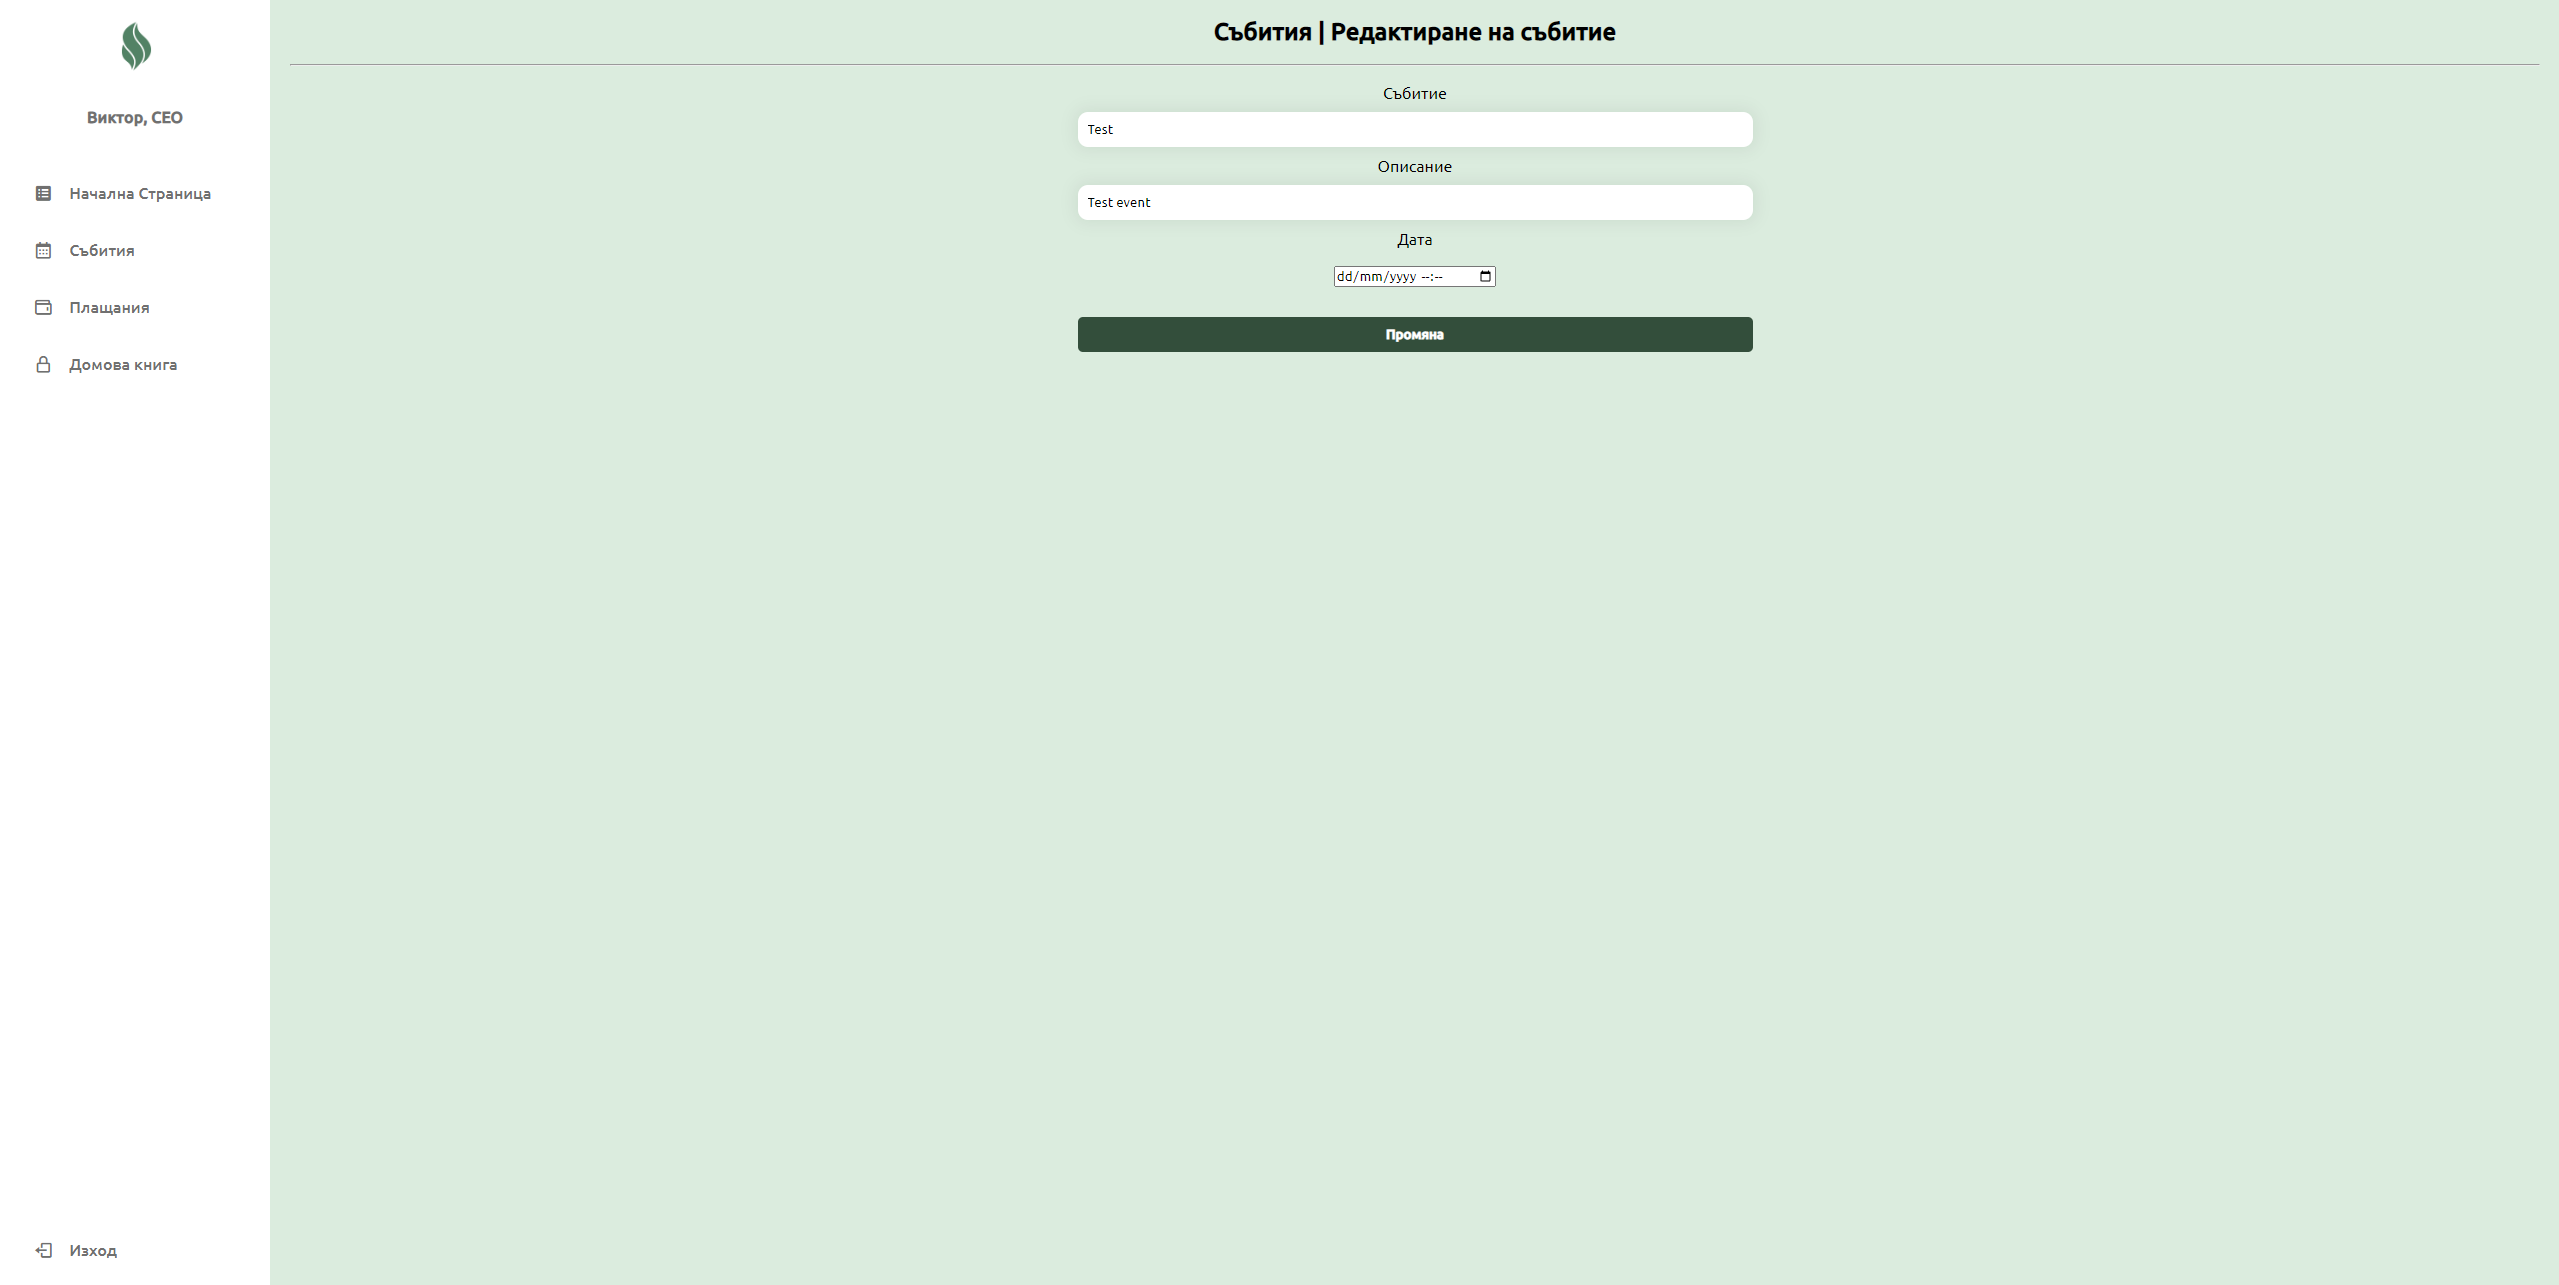 Виктор, CEO
Начална Страница
Събития
Плащания
Домова книга
Изход
Събития | Редактиране на събитие
Събитие
Test
Описание
Test event
Дата
dd/mm/yyyy --:--
Промяна